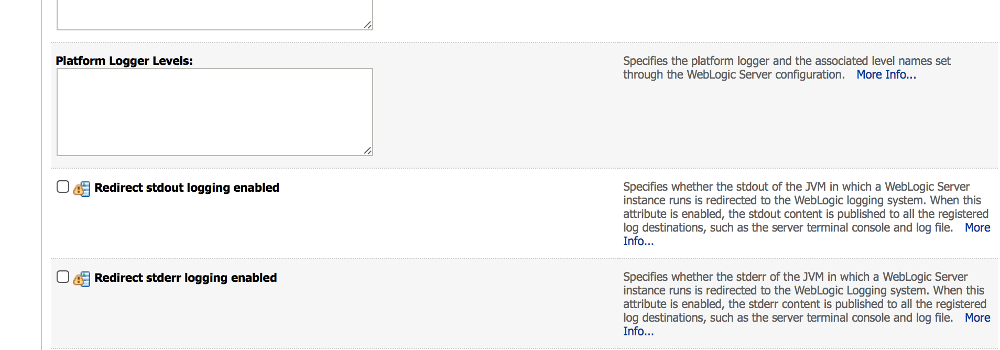 Platform Logger Levels:
Specifies the platform logger and the associated level names set
through the WebLogic Server configuration. More Info...
Redirect stdout logging enabled
Specifies whether the stdout of the JVM in which a WebLogic Server
instance runs is redirected to the WebLogic logging system. When this
attribute is enabled, the stdout content is published to all the registered
log destinations, such as the server terminal console and log file. More
Info...
Redirect stderr logging enabled
Specifies whether the stderr of the JVM in which a WebLogic Server
instance runs is redirected to the WebLogic Logging system. When this
attribute is enabled, the stderr content is published to all the registered
log destinations, such as the server terminal console and log file. More
Info...